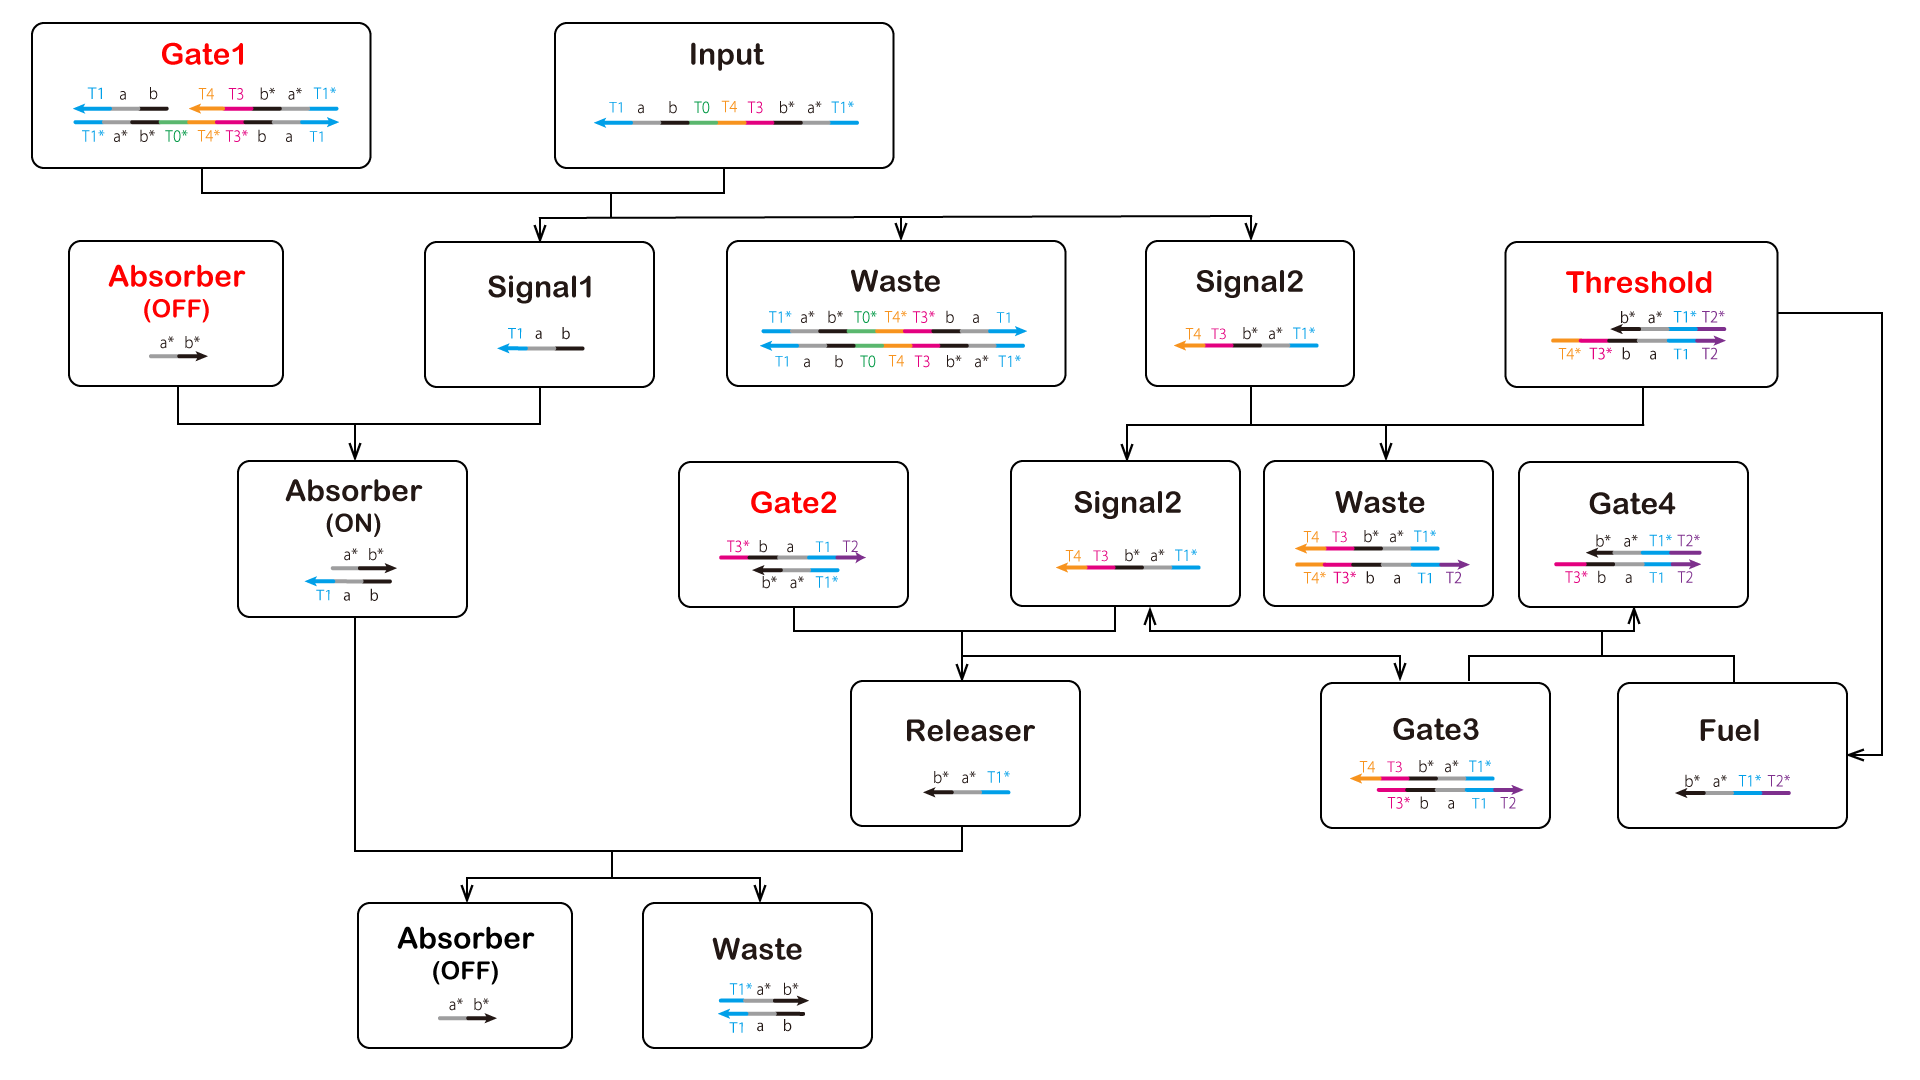 Gate1
T1 a b T4 T3 b* a* T1*
T1* a* b* T0* T4* T3* b a T1
Input
T1 a b T0 T4 T3 b* a* T1*
Absorber
(OFF)
a* b*
Signal1
T1 a b
Waste
T1* a* b* T0* T4* T3* b a T1
T1 a b T0 T4 T3 b* a* T1*
Signal2
T4 T3 b* a* T1*
Threshold
b* a* T1* T2*
T4* T3* b a T1 T2
Absorber
(ON)
a* b*
T1 a b
Gate2
T3* b a T1 T2
b* a* T1*
Signal2
T4 T3 b* a* T1*
Waste
T4 T3 b* a* T1*
T4* T3* b a T1 T2
Gate4
b* a* T1* T2*
T3* b a T1 T2
Releaser
b* a* T1*
Gate3
T4 T3 b* a* T1*
T3* b a T1 T2
Fuel
b* a* T1* T2*
Absorber
(OFF)
a* b*
Waste
T1* a* b*
T1 a b